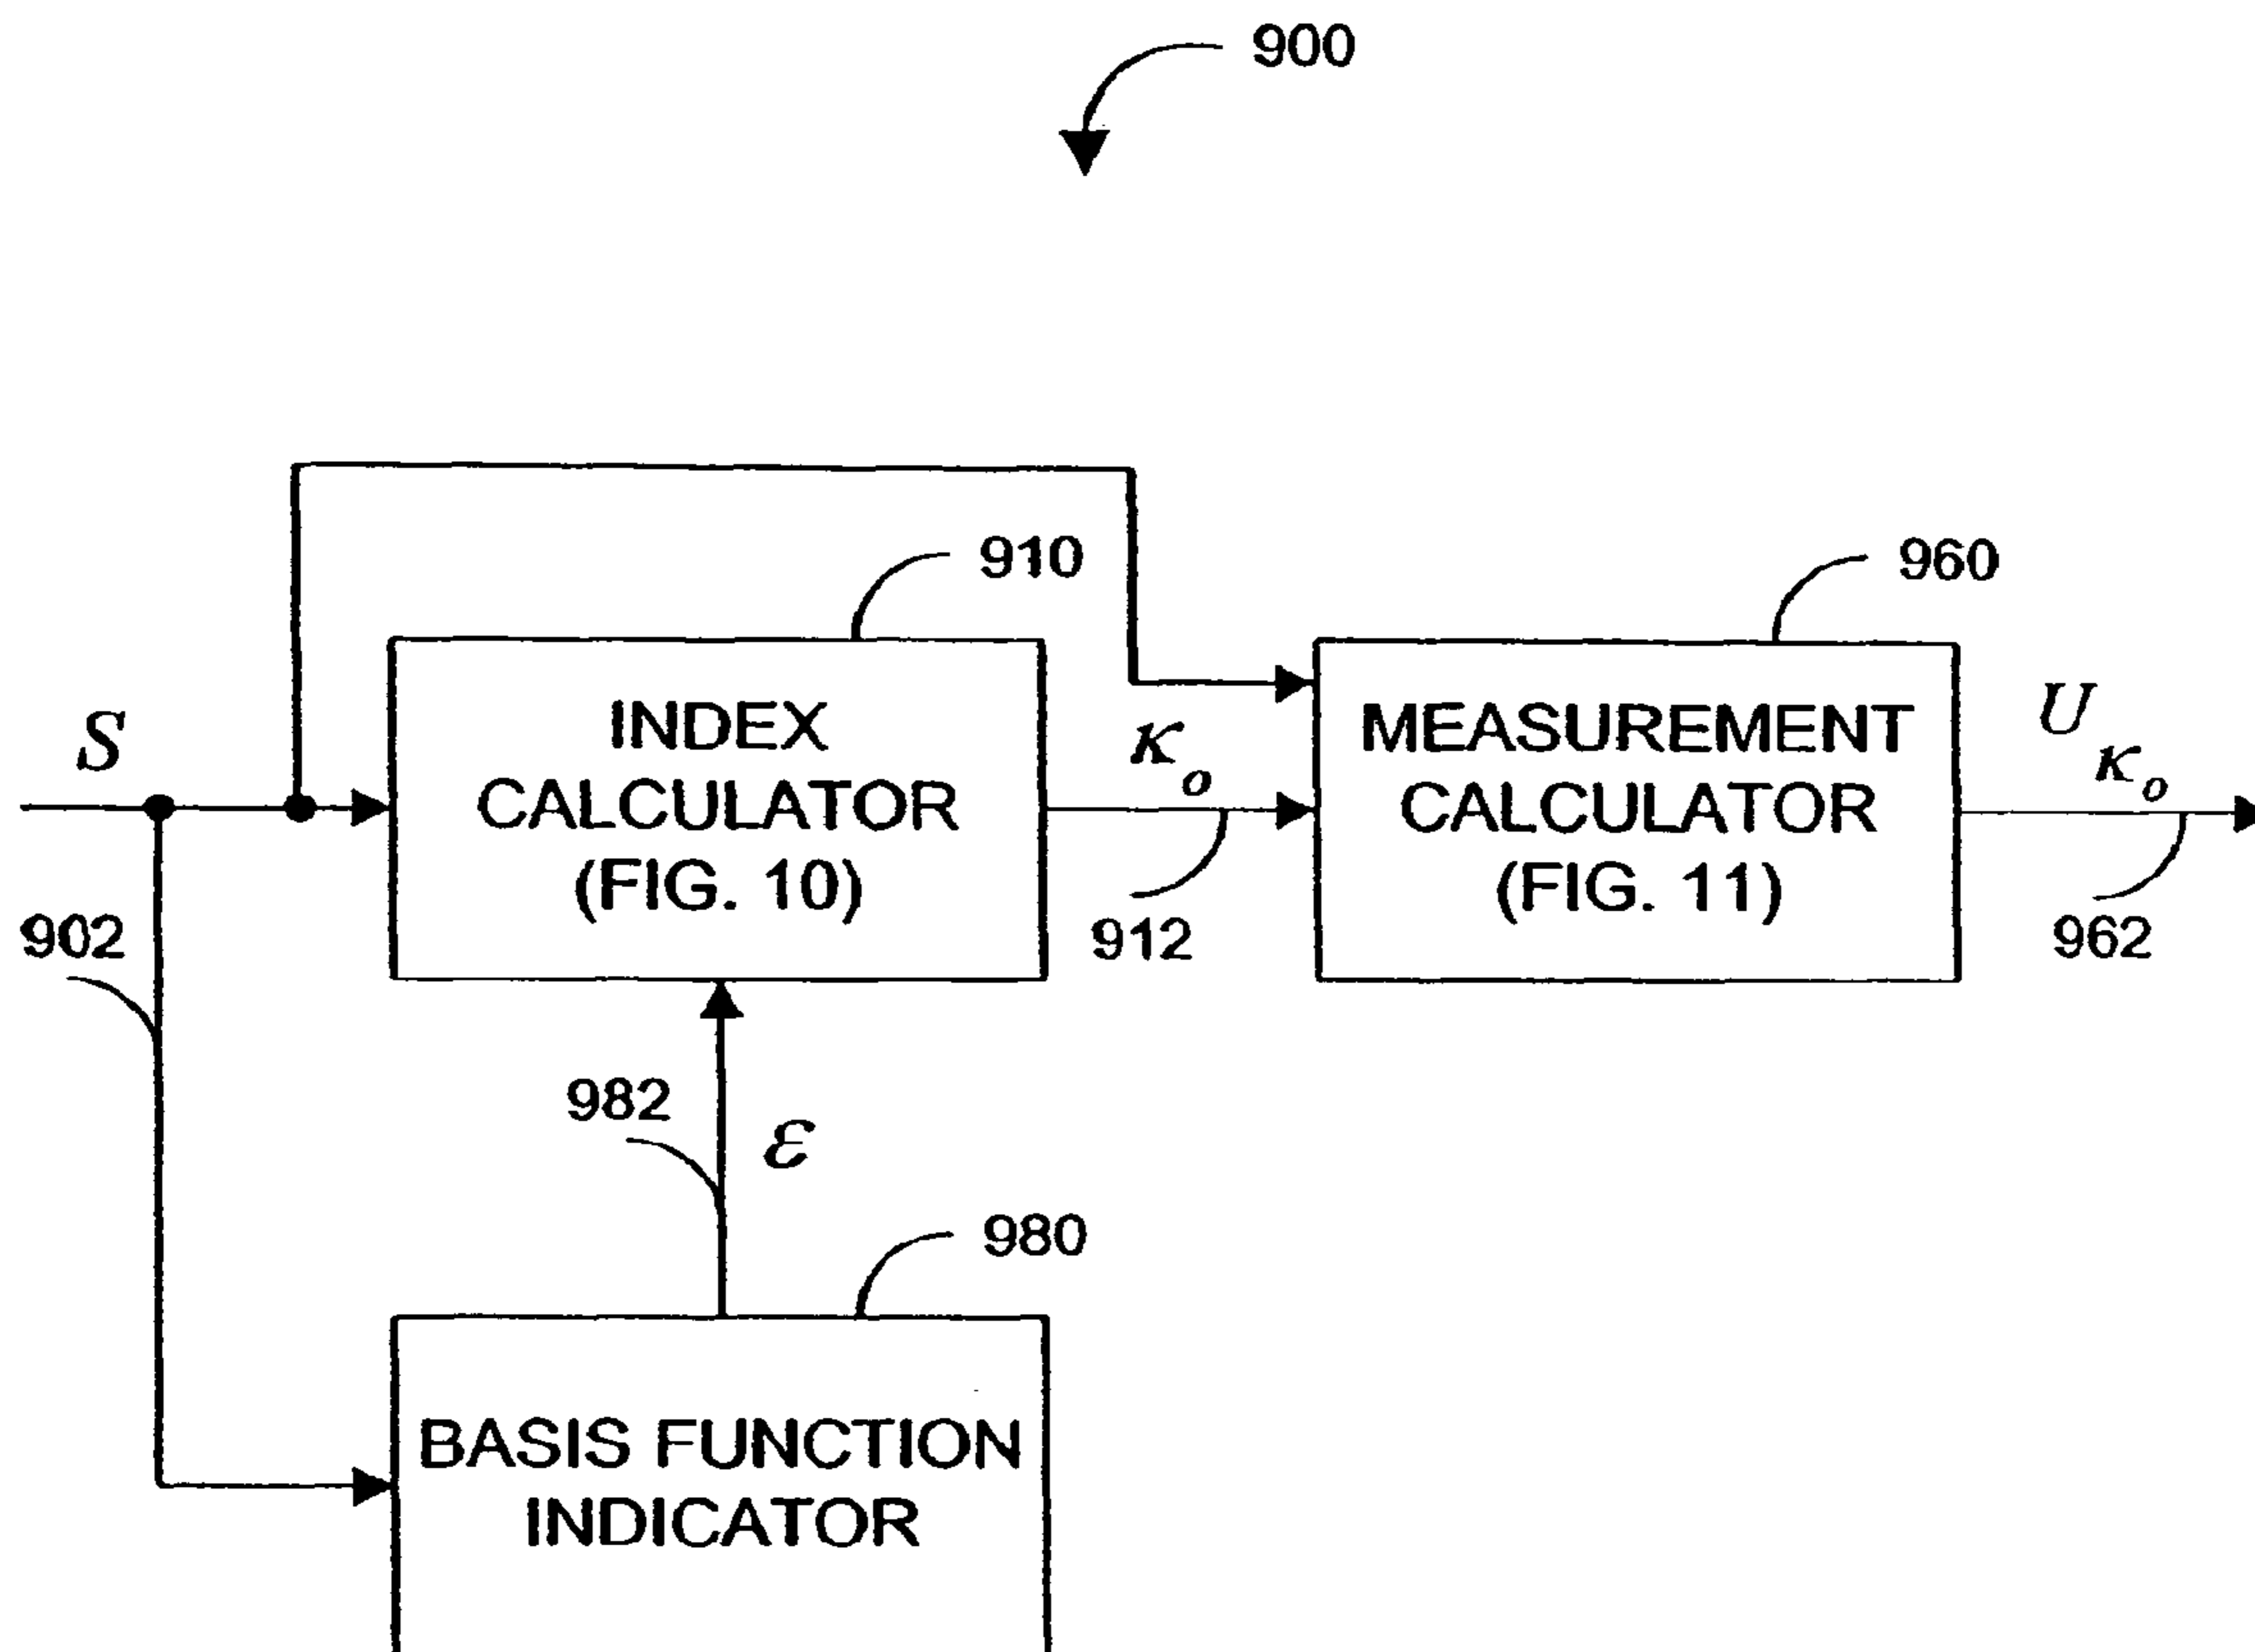 900
910
960
S
INDEX
CALCULATOR
(FIG. 10)
κo
MEASUREMENT
CALCULATOR
(FIG. 11)
U κo
902
912
962
982
ε
980
BASIS FUNCTION
INDICATOR